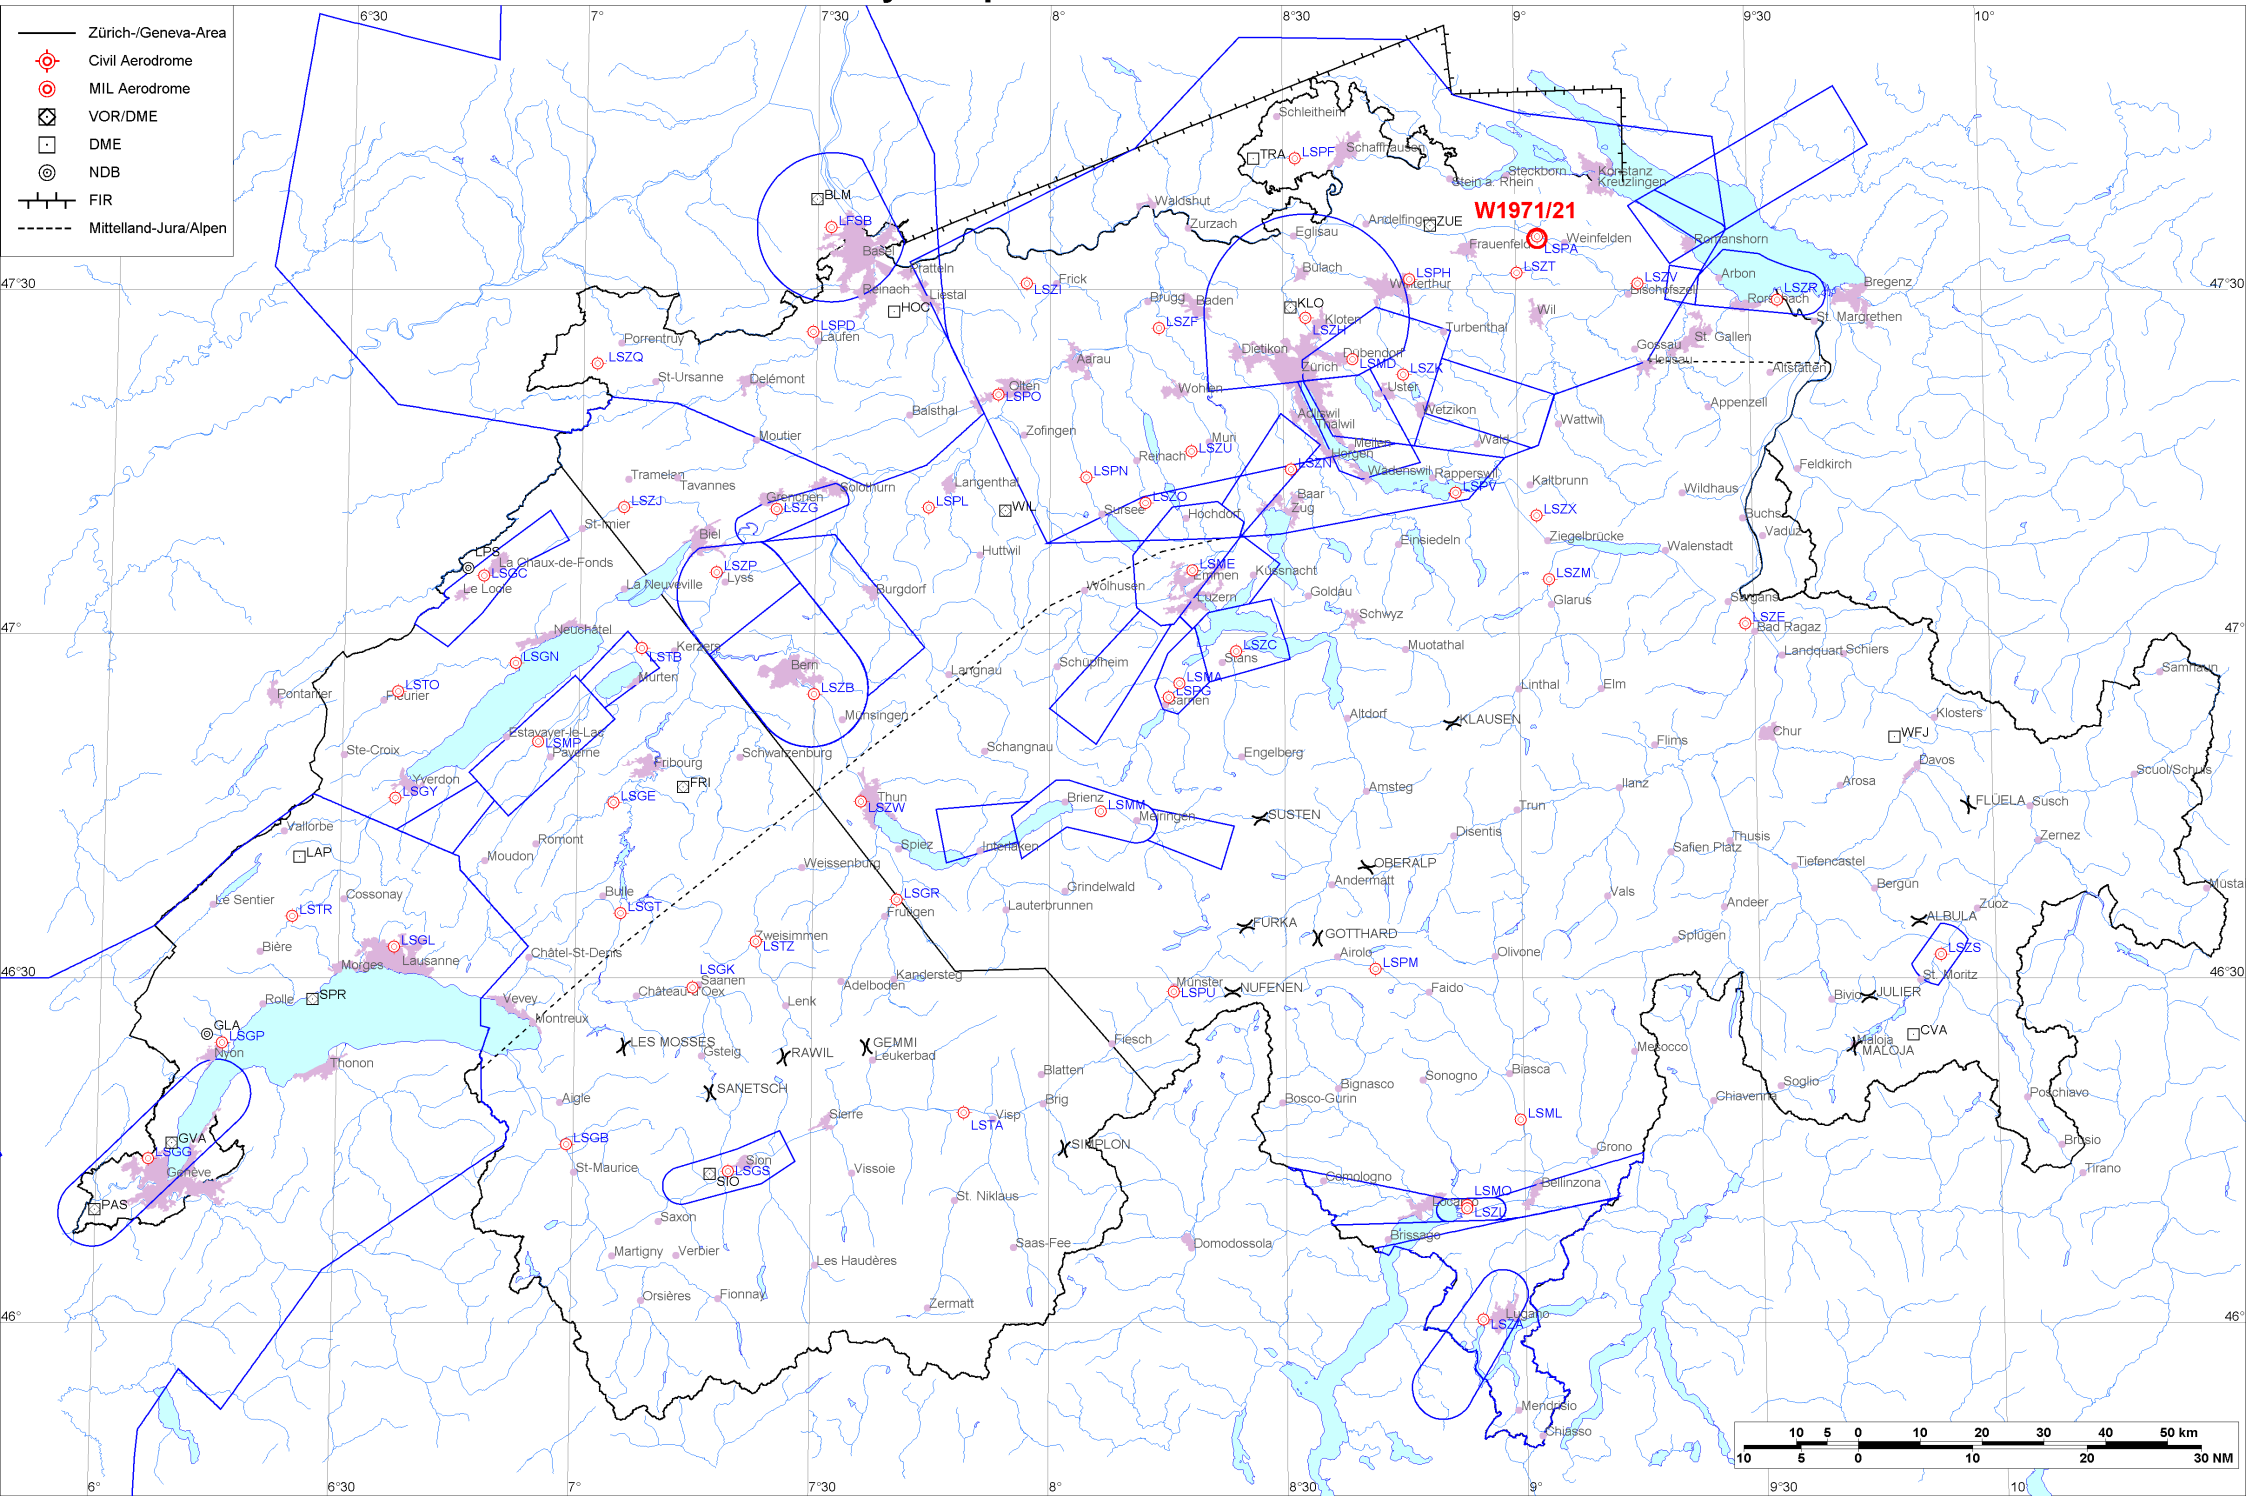 6°30
7°
7°30
8°
8°30
9°
9°30
10°
Zürich-/Geneva-Area
Civil Aerodrome
MIL Aerodrome
VOR/DME
DME
NDB
FIR
Mittelland-Jura/Alpen
Schleitheim
TRA
LSPF
Schaffhausen
Steckborn
Konstanz
Stein a. Rhein
Kreuzlingen
BLM
Waldshut
W1971/21
LFSB
Zurzach
Andelfingen
ZUE
Eglisau
Weinfelden
Romanshorn
Basel
Frauenfeld
LSPA
Pratteln
Bülach
LSPH
LSZT
LSZV
Arbon
Bregenz
47°30
LSZI
Frick
Winterthur
Bischofszell
LSZR
47°30
Reinach
Liestal
HOC
Brugg
Baden
KLO
Rorschach
Wil
St. Margrethen
LSPD
Laufen
LSZF
Kloten
LSZH
Turbenthal
St. Gallen
Porrentruy
Dietikon
Gossau
Herisau
LSZQ
Aarau
Zürich
Dübendorf
LSMD
LSZK
Altstätten
St-Ursanne
Delémont
Olten
LSPO
Wohlen
Uster
Balsthal
Wetzikon
Appenzell
Adliswil
Thalwil
Wattwil
Moutier
Zofingen
Muri
LSZU
Meilen
Wald
Horgen
Reinach
LSZN
Wädenswil
Rapperswil
Feldkirch
Tramelan
Tavannes
LSPN
Langenthal
Solothurn
Grenchen
Kaltbrunn
Wildhaus
LSPV
Baar
Zug
LSZJ
LSZG
LSPL
WIL
LSZO
Sursee
Hochdorf
LSZX
Buchs
Vaduz
St-Imier
Biel
Einsiedeln
Ziegelbrücke
Walenstadt
LPS
La Chaux-de-Fonds
LSGC
Huttwil
LSZP
Lyss
LSME
Emmen
Küssnacht
LSZM
Le Locle
La Neuveville
Burgdorf
Wolhusen
Luzern
Goldau
Glarus
Sargans
Schwyz
LSZE
Bad Ragaz
47°
Neuchâtel
47°
LSTB
Kerzers
Muotathal
Landquart
Schiers
LSGN
LSZC
Stans
Samnaun
LSTO
Fleurier
Pontarlier
Murten
Bern
LSZB
Langnau
Schüpfheim
LSMA
LSPG
Sarnen
Linthal
Elm
Münsingen
Altdorf
KLAUSEN
Klosters
Estavayer-le-Lac
LSMP
Payerne
Ste-Croix
Schwarzenburg
Schangnau
Engelberg
Flims
Chur
WFJ
Davos
Fribourg
FRI
Yverdon
LSGY
LSGE
Thun
LSZW
Brienz
LSMM
Meiringen
SUSTEN
Amsteg
Trun
Ilanz
Arosa
Scuol/Schuls
FLÜELA
Susch
Vallorbe
Romont
Disentis
Thusis
Zernez
LAP
Moudon
Spiez
Interlaken
Safien Platz
Weissenburg
OBERALP
Tiefencastel
Andermatt
Grindelwald
Vals
Bergün
Müstair
Le Sentier
Cossonay
Bulle
LSGT
LSGR
Frutigen
Lauterbrunnen
Andeer
Zuoz
LSTR
FURKA
GOTTHARD
ALBULA
Bière
LSGL
Zweisimmen
LSTZ
Splügen
Châtel-St-Denis
Airolo
Olivone
LSZS
Morges
Lausanne
LSPM
46°30
LSGK
Saanen
Château-d'Oex
Adelboden
Kandersteg
Münster
LSPU
NUFENEN
Faido
St. Moritz
46°30
Bivio
JULIER
Rolle
SPR
Vevey
Lenk
Montreux
GLA
LSGP
CVA
Nyon
LES MOSSES
Gsteig
RAWIL
GEMMI
Leukerbad
Fiesch
Mesocco
Maloja
MALOJA
Thonon
Blatten
Sonogno
Biasca
SANETSCH
Bignasco
Soglio
Aigle
Brig
Bosco-Gurin
Chiavenna
Poschiavo
Sierre
LSTA
Visp
LSML
GVA
LSGB
SIMPLON
Grono
Brusio
LSGG
Genève
St-Maurice
Sion
LSGS
SIO
Vissoie
Comologno
Tirano
Bellinzona
PAS
St. Niklaus
LSMO
Locarno
LSZL
Saxon
Martigny
Verbier
Saas-Fee
Domodossola
Brissago
Les Haudères
Orsières
Fionnay
Zermatt
46°
Lugano
LSZA
46°
Mendrisio
Chiasso
10 5 0 10 20 30 40 50 km
10 5 0 10 20 30 NM
6°
6°30
7°
7°30
8°
8°30
9°
9°30
10°